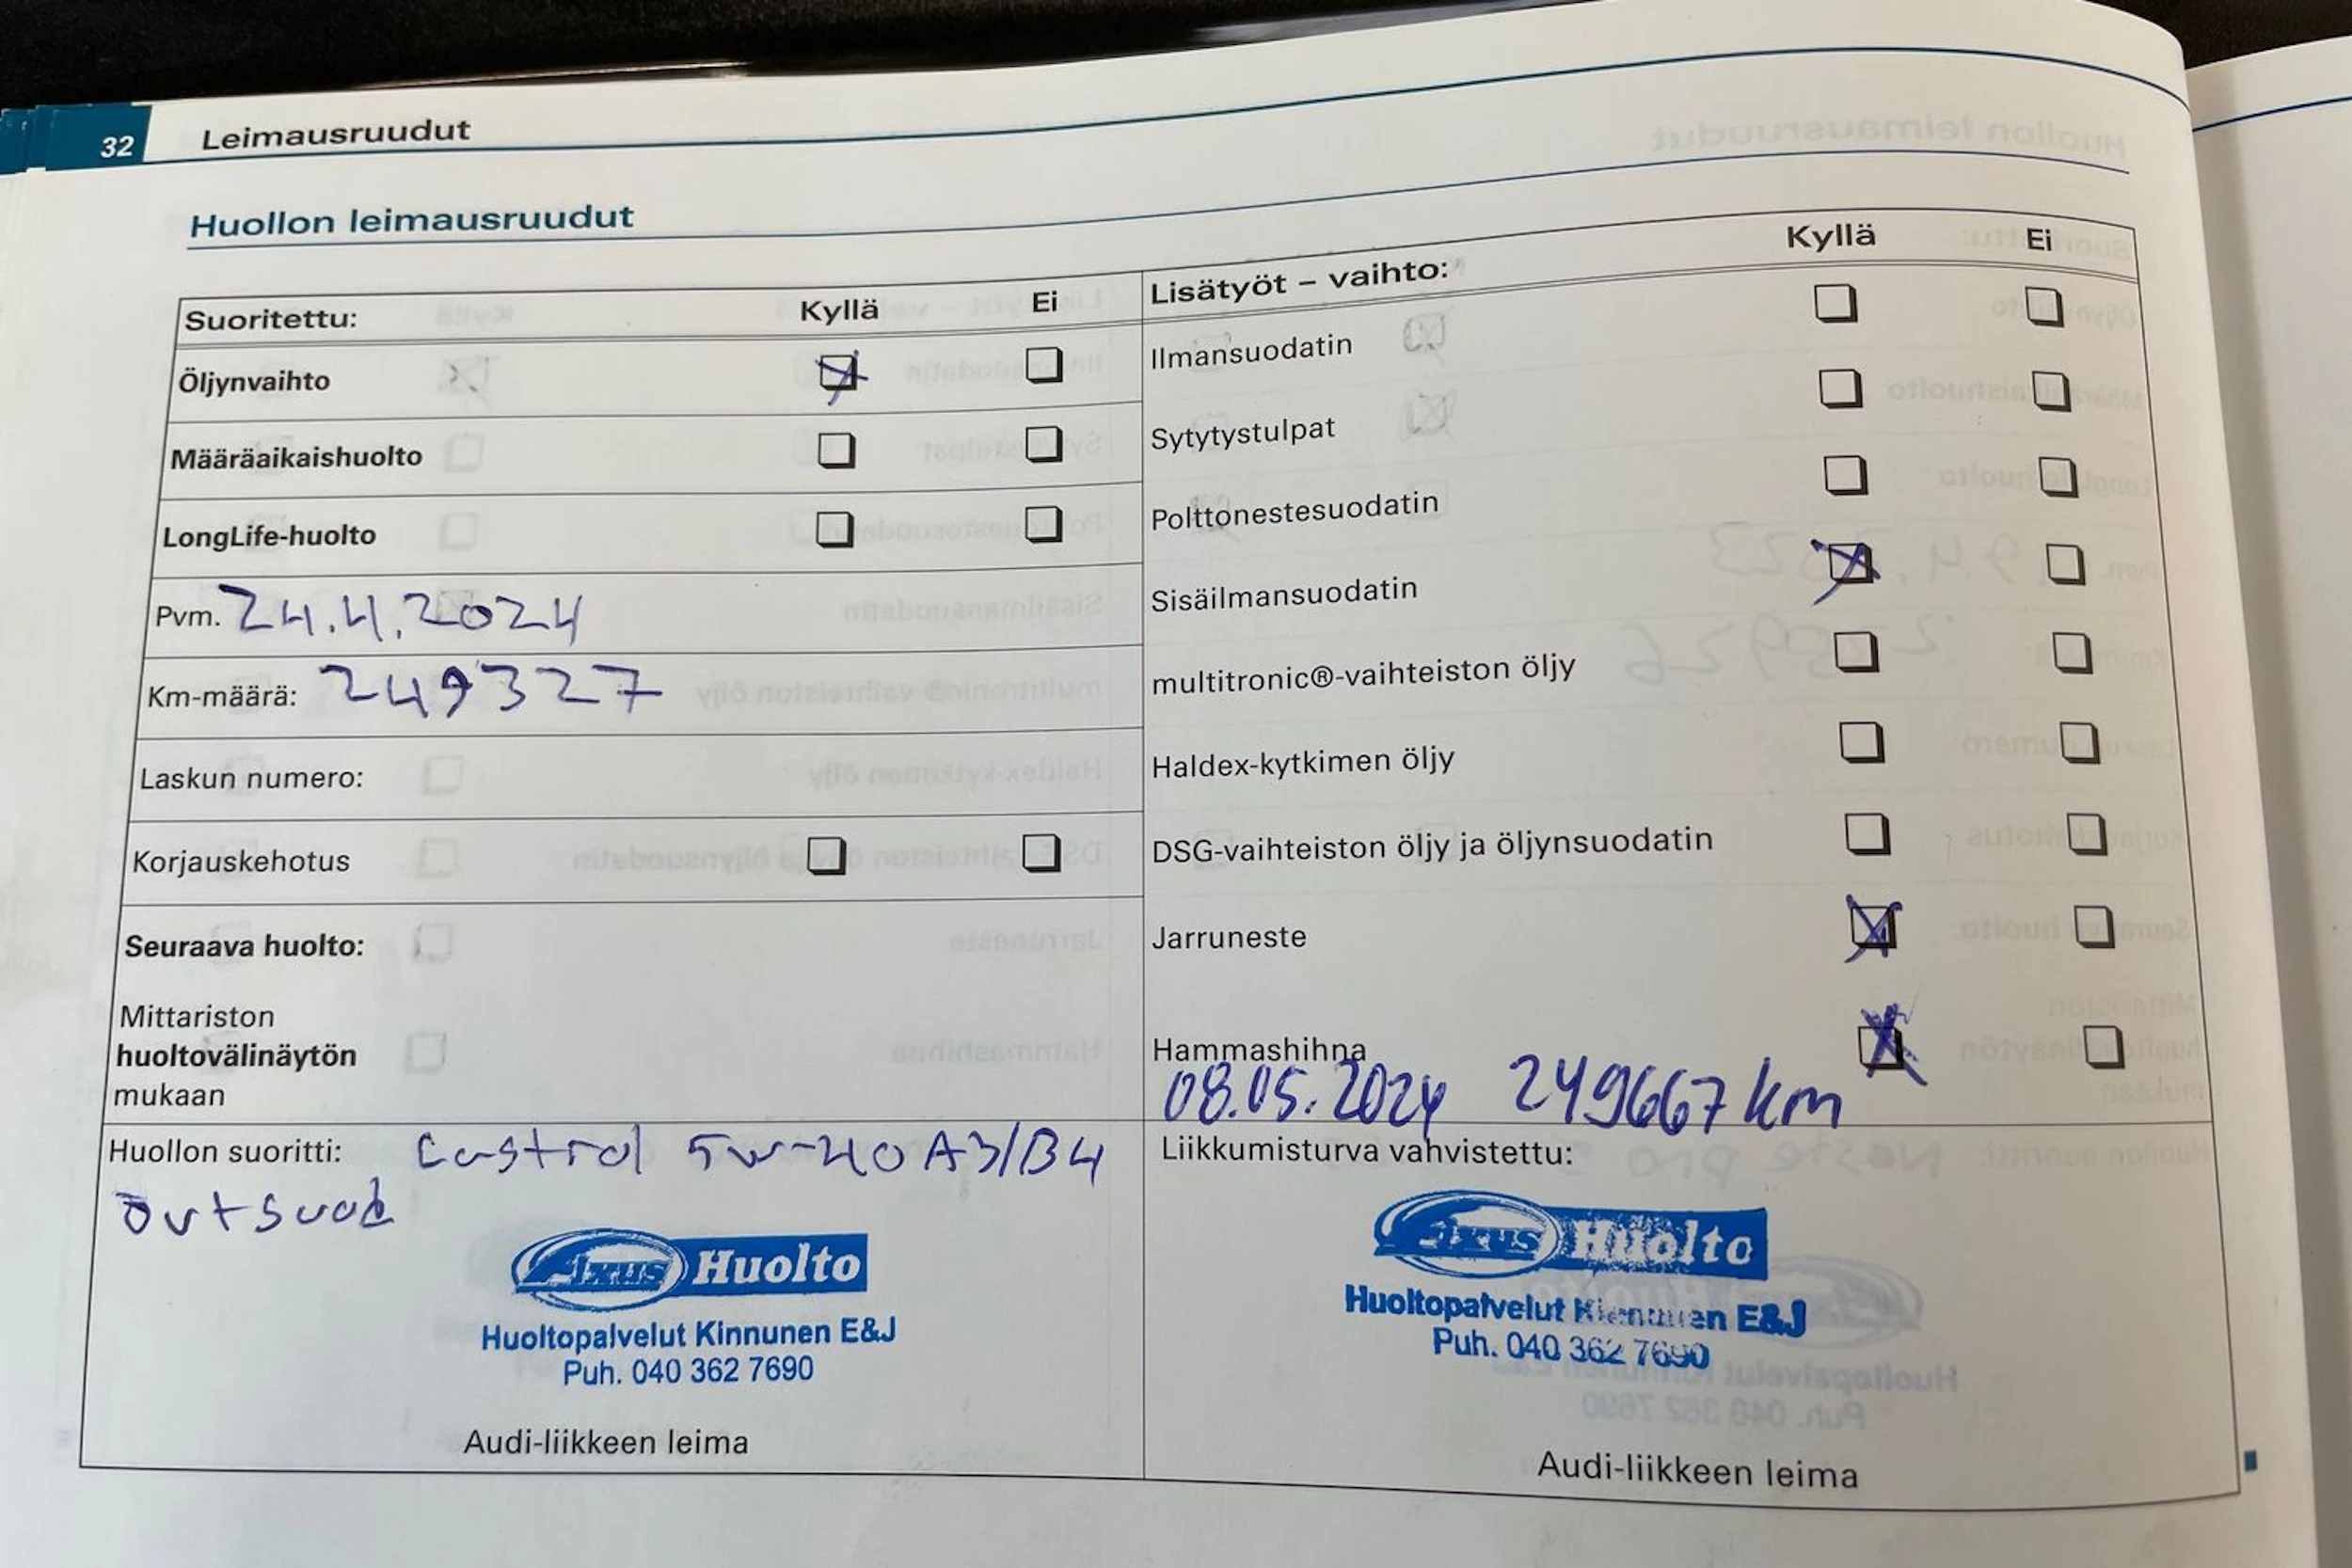 32 Leimausruudut
Huollon leimausruudut
Suoritettu: Kyllä Ei
Öljynvaihto
Määräaikaishuolto
LongLife-huolto
Pvm. 24.4.2024
Km-määrä: 249327
Laskun numero:
Korjauskehotus
Seuraava huolto:
Mittariston
huoltovälinäytön
mukaan
Huollon suoritti: Castrol 5w-40 A3/B4
Audi-liikkeen leima
Axus Huolto
Huoltopalvelut Kinnunen E&J
Puh. 040 362 7690
Lisätyöt – vaihto: Kyllä Ei
Ilmansuodatin
Sytytystulpat
Polttonestesuodatin
Sisäilmansuodatin
multitronic®-vaihteiston öljy
Haldex-kytkimen öljy
DSG-vaihteiston öljy ja öljynsuodatin
Jarruneste
Hammashihna
08.05.2024 249667 km
Liikkumisturva vahvistettu:
Axus Huolto
Huoltopalvelut Kinnunen E&J
Puh. 040 362 7690
Audi-liikkeen leima